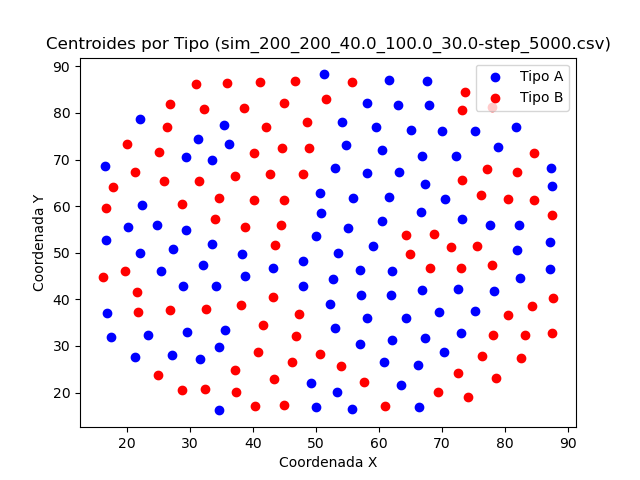 Centroides por Tipo (sim_200_200_40.0_100.0_30.0-step_5000.csv)
Tipo A
Tipo B
Coordenada Y
90
80
70
60
50
40
30
20
20 30 40 50 60 70 80 90
Coordenada X